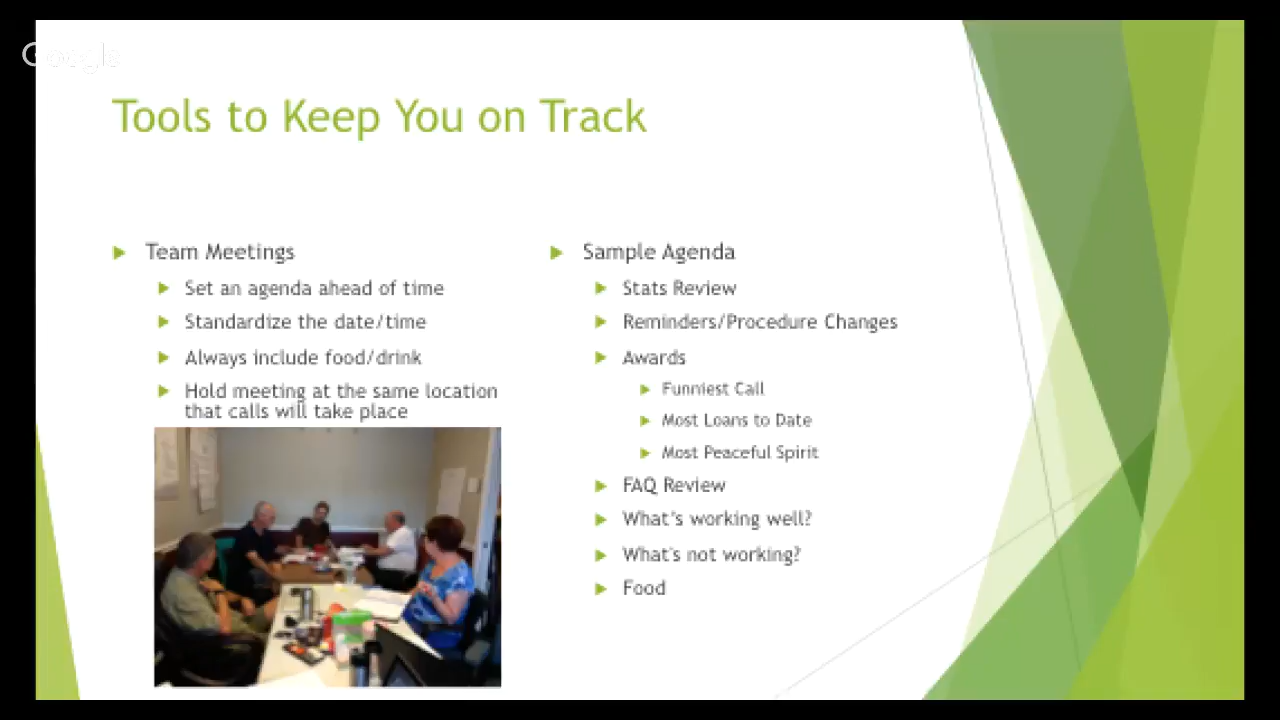 Google
Tools to Keep You on Track
Team Meetings
Set an agenda ahead of time
Standardize the date/time
Always include food/drink
Hold meeting at the same location
that calls will take place
Sample Agenda
Stats Review
Reminders/Procedure Changes
Awards
Funniest Call
Most Loans to Date
Most Peaceful Spirit
FAQ Review
What's working well?
What's not working?
Food